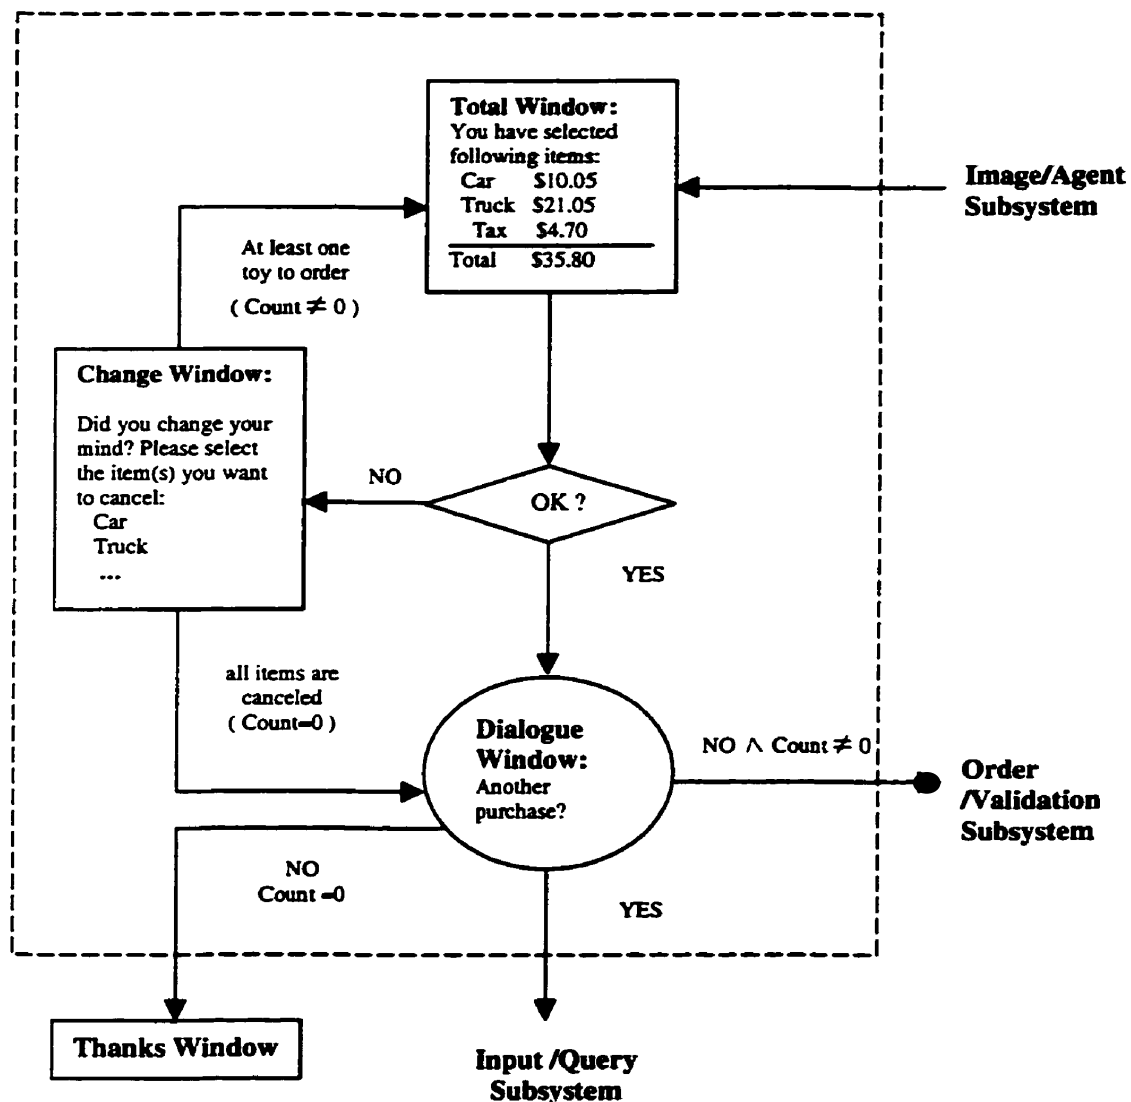 Total Window:
You have selected
following items:
Car $10.05
Truck $21.05
Tax $4.70
Total $35.80
Image/Agent
Subsystem
At least one
toy to order
( Count ≠ 0 )
Change Window:
Did you change your
mind? Please select
the item(s) you want
to cancel:
Car
Truck
...
NO
OK ?
YES
all items are
canceled
( Count=0 )
Dialogue
Window:
Another
purchase?
NO ∧ Count ≠ 0
Order
/Validation
Subsystem
NO
Count =0
YES
Thanks Window
Input /Query
Subsystem